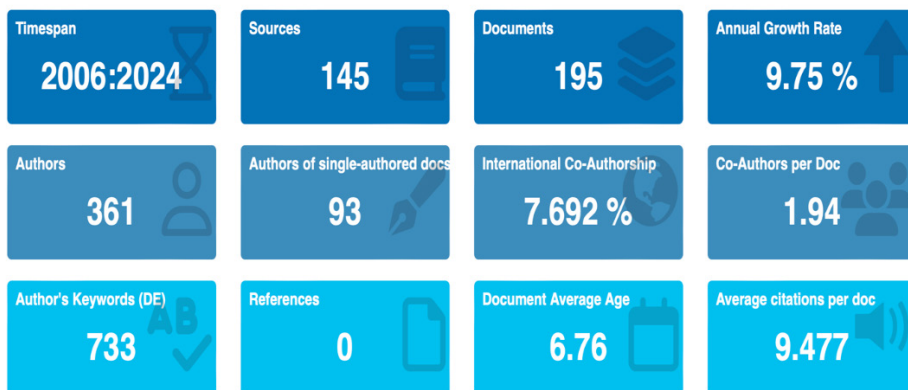 Timespan
2006:2024
Sources
145
Documents
195
Annual Growth Rate
9.75 %
Authors
361
Authors of single-authored docs
93
International Co-Authorship
7.692 %
Co-Authors per Doc
1.94
Author's Keywords (DE)
AB
733
References
0
Document Average Age
6.76
Average citations per doc
9.477